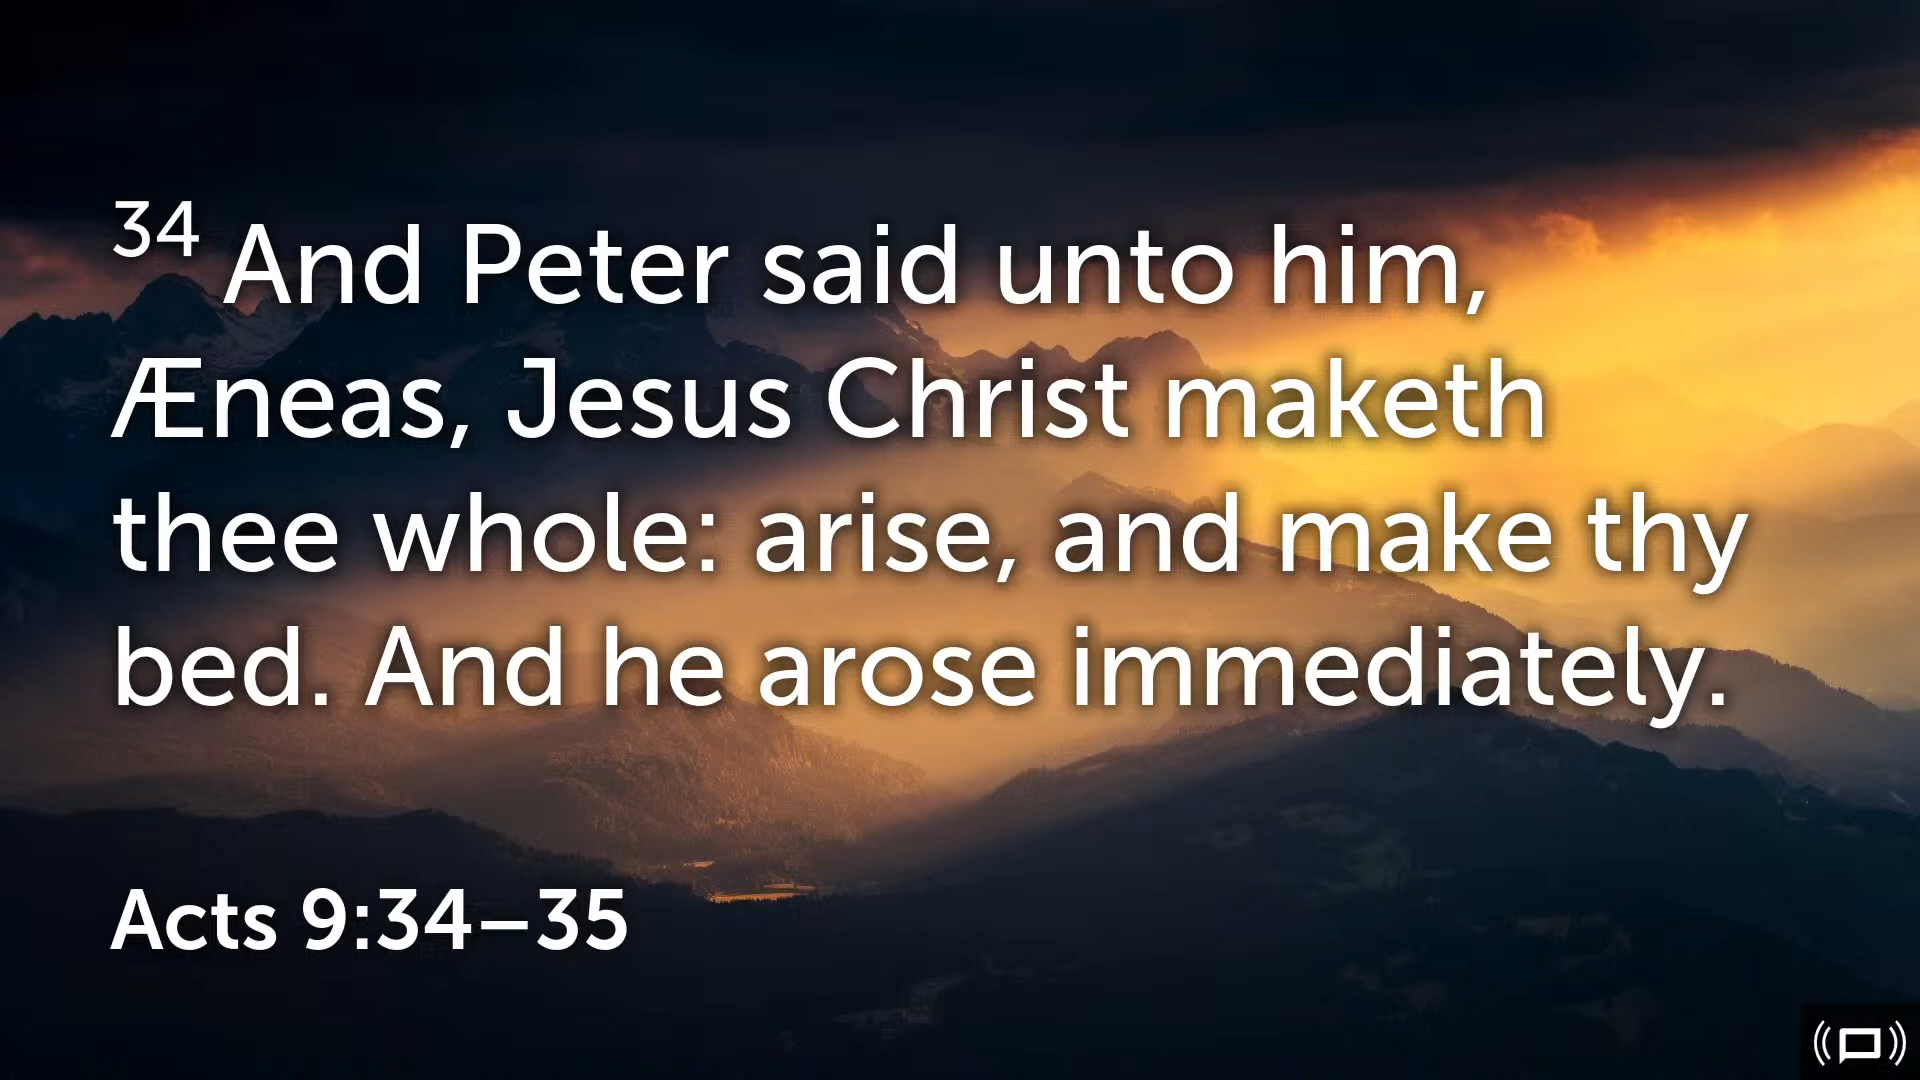 34 And Peter said unto him,
Æneas, Jesus Christ maketh
thee whole: arise, and make thy
bed. And he arose immediately.
Acts 9:34–35